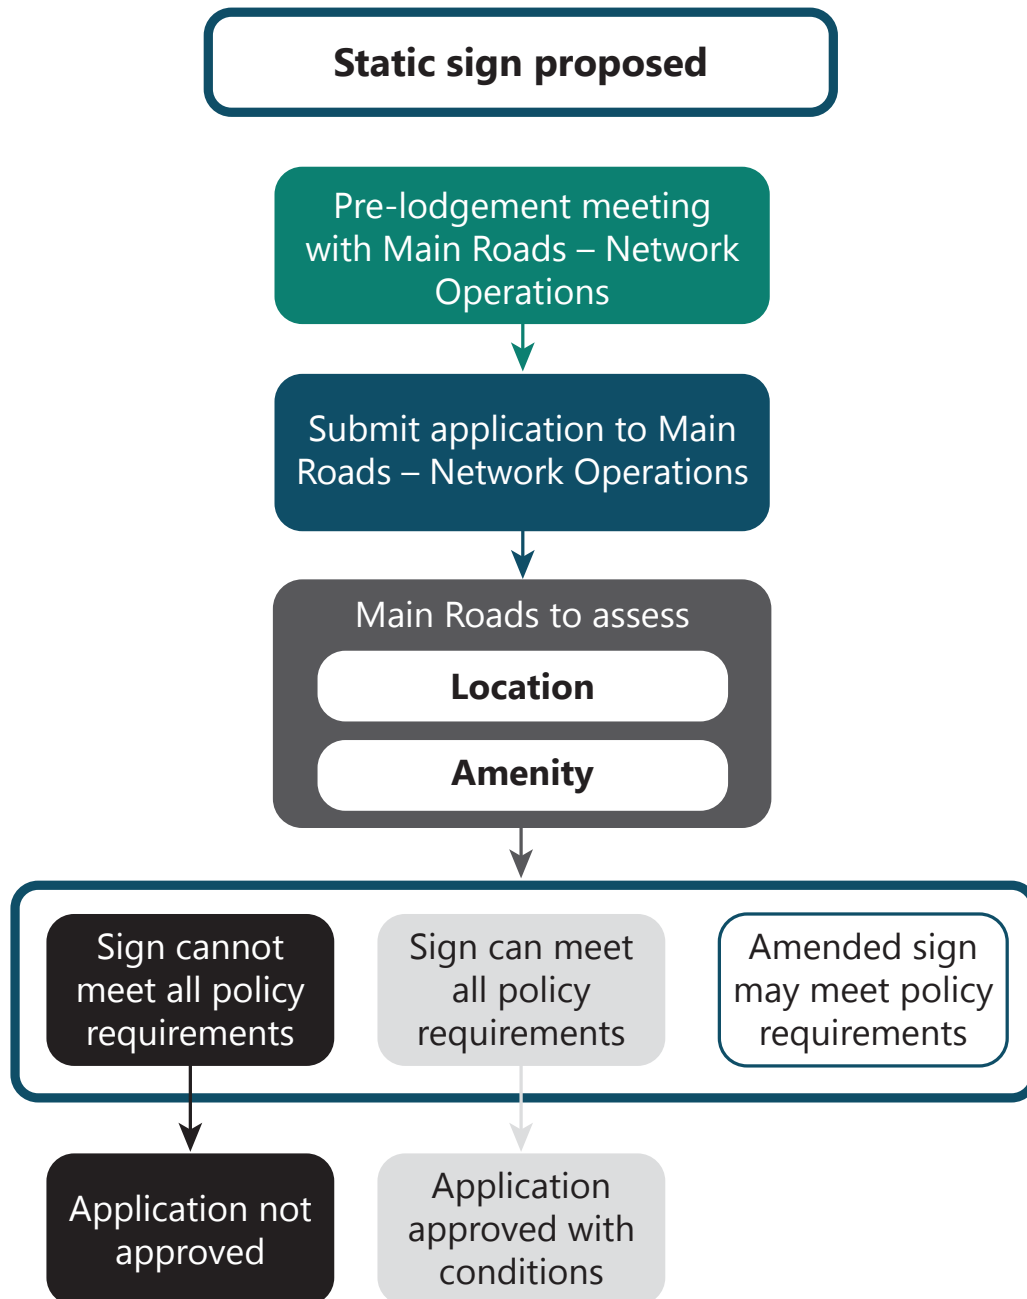 Static sign proposed
Pre-lodgement meeting
with Main Roads – Network
Operations
Submit application to Main
Roads – Network Operations
Main Roads to assess
Location
Amenity
Sign cannot
meet all policy
requirements
Sign can meet
all policy
requirements
Amended sign
may meet policy
requirements
Application not
approved
Application
approved with
conditions